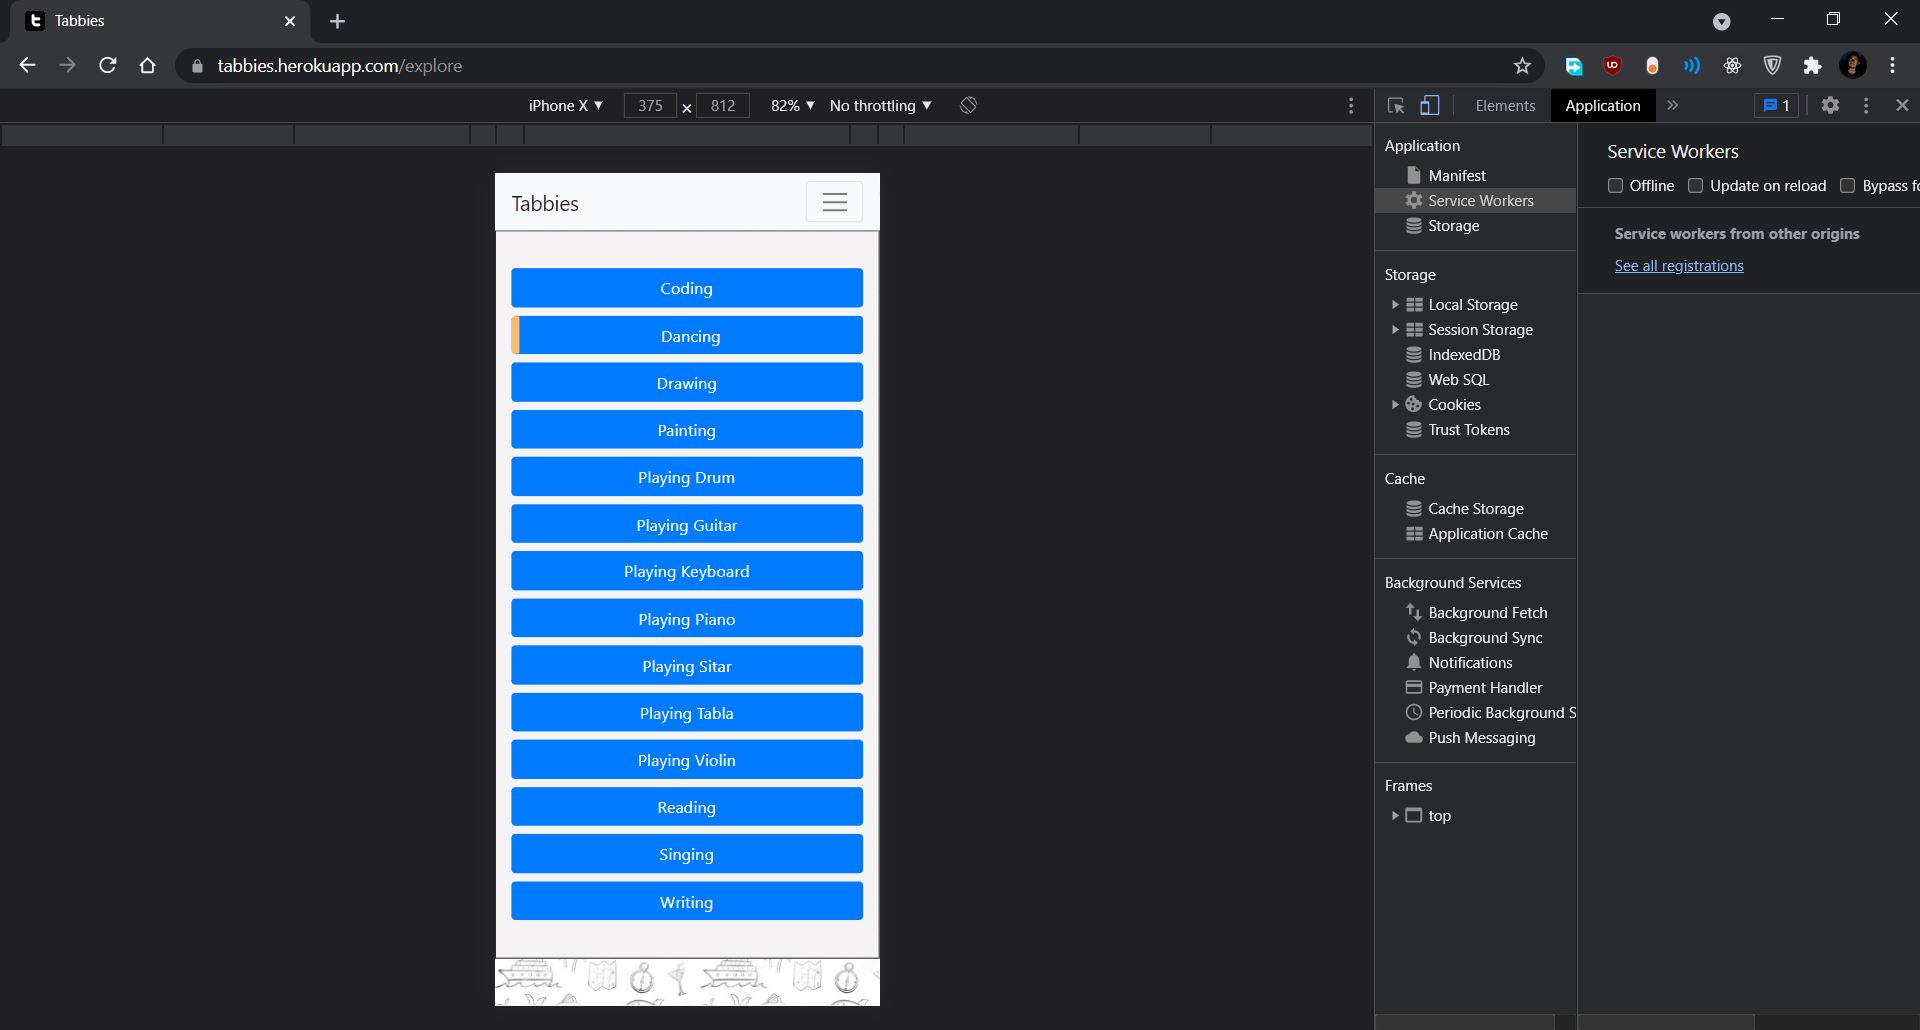 Tabbies
tabbies.herokuapp.com/explore
iPhone X 375 × 812 82% No throttling
Elements Application 1
Tabbies
Coding
Dancing
Drawing
Painting
Playing Drum
Playing Guitar
Playing Keyboard
Playing Piano
Playing Sitar
Playing Tabla
Playing Violin
Reading
Singing
Writing
Application
Manifest
Service Workers
Storage
Storage
Local Storage
Session Storage
IndexedDB
Web SQL
Cookies
Trust Tokens
Cache
Cache Storage
Application Cache
Background Services
Background Fetch
Background Sync
Notifications
Payment Handler
Periodic Background S
Push Messaging
Frames
top
Service Workers
Offline Update on reload Bypass fo
Service workers from other origins
See all registrations